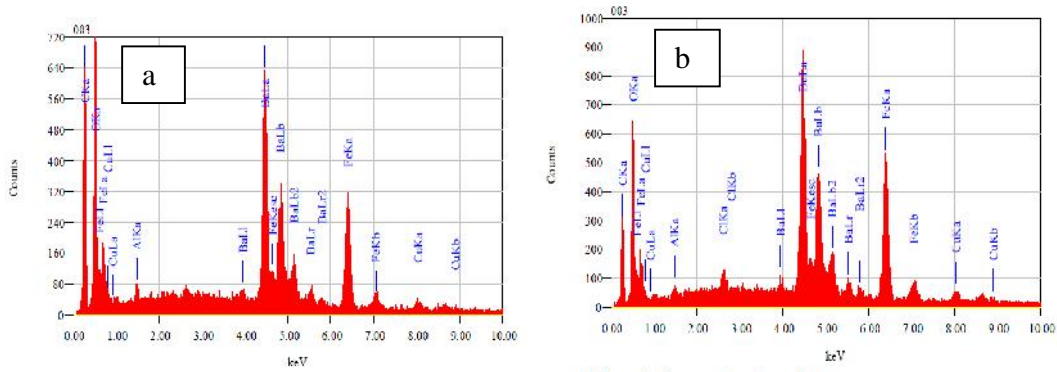 003
a
720
640
560
480
400
320
240
160
80
0
Counts
CKa
OKa
FeLl
FeLa
CuLl
CuLa
AlKa
BaLl
BaLa
FeKesc
BaLb
BaLb2
BaLr
BaLr2
FeKa
FeKb
CuKa
CuKb
0.00 1.00 2.00 3.00 4.00 5.00 6.00 7.00 8.00 9.00 10.00
keV
003
b
1000
900
800
700
600
500
400
300
200
100
0
Counts
CKa
OKa
FeLl
FeLa
CuLl
CuLa
AlKa
ClKa
ClKb
BaLl
BaLa
FeKesc
BaLb
BaLb2
BaLr
BaLr2
FeKa
FeKb
CuKa
CuKb
0.00 1.00 2.00 3.00 4.00 5.00 6.00 7.00 8.00 9.00 10.00
keV